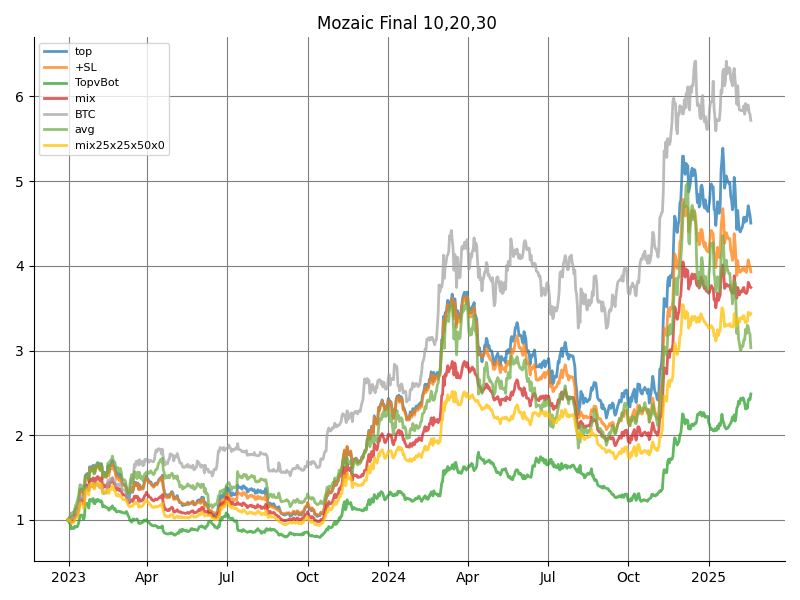 Mozaic Final 10,20,30
top
+SL
TopvBot
mix
BTC
avg
mix25x25x50x0
6
5
4
3
2
1
2023 Apr Jul Oct 2024 Apr Jul Oct 2025